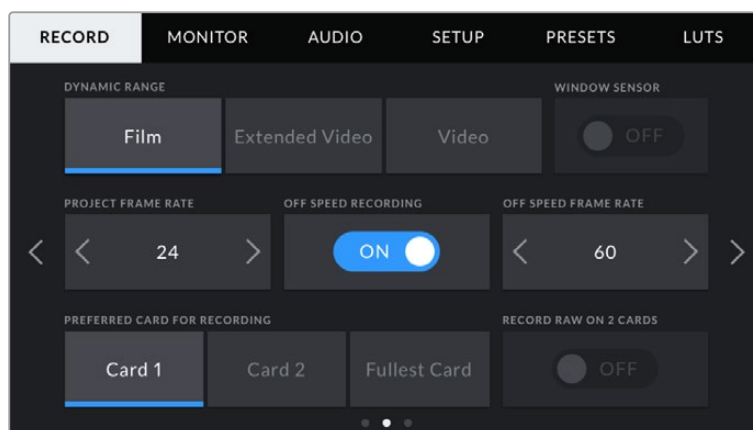 RECORD MONITOR AUDIO SETUP PRESETS LUTS
DYNAMIC RANGE WINDOW SENSOR
Film Extended Video Video OFF
PROJECT FRAME RATE OFF SPEED RECORDING OFF SPEED FRAME RATE
24 ON 60
PREFERRED CARD FOR RECORDING RECORD RAW ON 2 CARDS
Card 1 Card 2 Fullest Card OFF